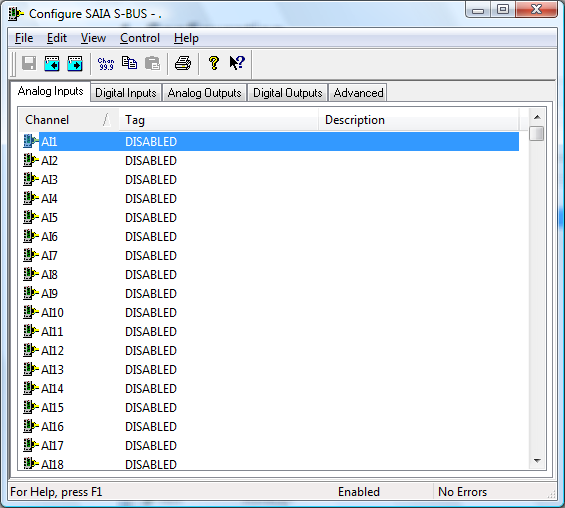 Configure SAIA S-BUS - .
File Edit View Control Help
Chan 99.9
Analog Inputs Digital Inputs Analog Outputs Digital Outputs Advanced
Channel / Tag Description
AI1 DISABLED
AI2 DISABLED
AI3 DISABLED
AI4 DISABLED
AI5 DISABLED
AI6 DISABLED
AI7 DISABLED
AI8 DISABLED
AI9 DISABLED
AI10 DISABLED
AI11 DISABLED
AI12 DISABLED
AI13 DISABLED
AI14 DISABLED
AI15 DISABLED
AI16 DISABLED
AI17 DISABLED
AI18 DISABLED
For Help, press F1 Enabled No Errors